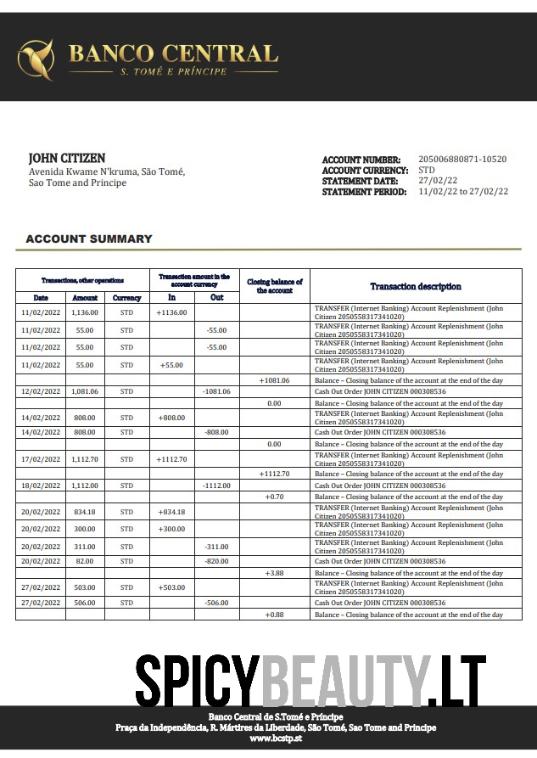 BANCO CENTRAL
S. TOMÉ E PRÍNCIPE
JOHN CITIZEN
Avenida Kwame N'kruma, São Tomé,
Sao Tome and Principe
ACCOUNT NUMBER: 205006880871-10520
ACCOUNT CURRENCY: STD
STATEMENT DATE: 27/02/22
STATEMENT PERIOD: 11/02/22 to 27/02/22
ACCOUNT SUMMARY
Transactions, other operations
Transaction amount in the
account currency
Closing balance of
the account
Transaction description
Date Amount Currency In Out
11/02/2022 1,136.00 STD +1136.00 TRANSFER (Internet Banking) Account Replenishment (John
Citizen 2050558317341020)
11/02/2022 55.00 STD -55.00 TRANSFER (Internet Banking) Account Replenishment (John
Citizen 2050558317341020)
11/02/2022 55.00 STD -55.00 TRANSFER (Internet Banking) Account Replenishment (John
Citizen 2050558317341020)
11/02/2022 55.00 STD +55.00 TRANSFER (Internet Banking) Account Replenishment (John
Citizen 2050558317341020)
+1081.06 Balance – Closing balance of the account at the end of the day
12/02/2022 1,081.06 STD -1081.06 Cash Out Order JOHN CITIZEN 000308536
0.00 Balance – Closing balance of the account at the end of the day
14/02/2022 808.00 STD +808.00 TRANSFER (Internet Banking) Account Replenishment (John
Citizen 2050558317341020)
14/02/2022 808.00 STD -808.00 Cash Out Order JOHN CITIZEN 000308536
0.00 Balance – Closing balance of the account at the end of the day
17/02/2022 1,112.70 STD +1112.70 TRANSFER (Internet Banking) Account Replenishment (John
Citizen 2050558317341020)
+1112.70 Balance – Closing balance of the account at the end of the day
18/02/2022 1,112.00 STD -1112.00 Cash Out Order JOHN CITIZEN 000308536
+0.70 Balance – Closing balance of the account at the end of the day
20/02/2022 834.18 STD +834.18 TRANSFER (Internet Banking) Account Replenishment (John
Citizen 2050558317341020)
20/02/2022 300.00 STD +300.00 TRANSFER (Internet Banking) Account Replenishment (John
Citizen 2050558317341020)
20/02/2022 311.00 STD -311.00 TRANSFER (Internet Banking) Account Replenishment (John
Citizen 2050558317341020)
20/02/2022 82.00 STD -820.00 Cash Out Order JOHN CITIZEN 000308536
+3.88 Balance – Closing balance of the account at the end of the day
27/02/2022 503.00 STD +503.00 TRANSFER (Internet Banking) Account Replenishment (John
Citizen 2050558317341020)
27/02/2022 506.00 STD -506.00 Cash Out Order JOHN CITIZEN 000308536
+0.88 Balance – Closing balance of the account at the end of the day
SPICYBEAUTY.LT
Banco Central de S.Tomé e Príncipe
Praça da Independência, R. Mártires da Liberdade, São Tomé, Sao Tome and Principe
www.bcstp.st